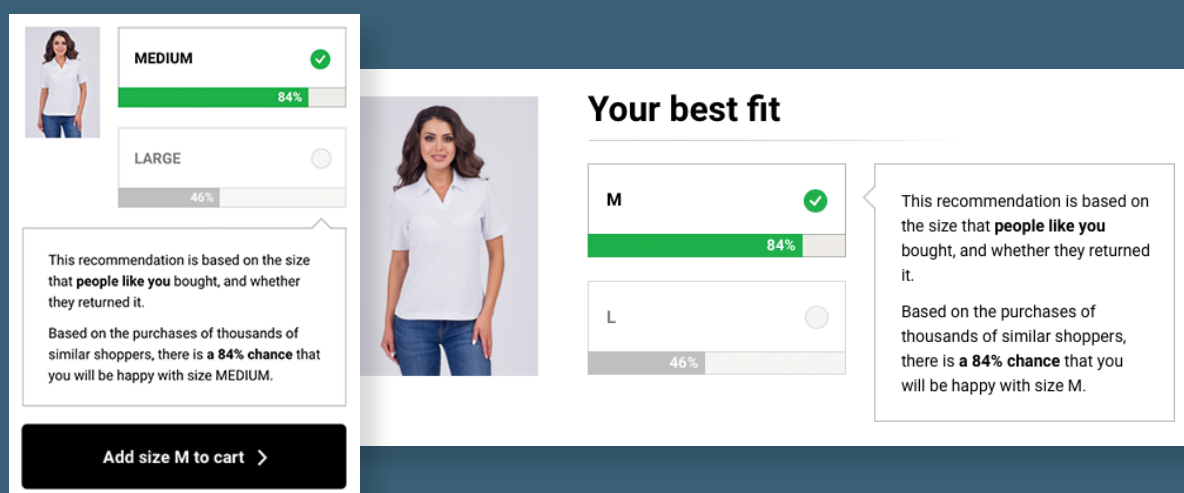 MEDIUM
84%
LARGE
46%
This recommendation is based on the size
that people like you bought, and whether
they returned it.
Based on the purchases of thousands of
similar shoppers, there is a 84% chance that
you will be happy with size MEDIUM.
Add size M to cart
Your best fit
M
84%
L
46%
This recommendation is based on
the size that people like you
bought, and whether they returned
it.
Based on the purchases of
thousands of similar shoppers,
there is a 84% chance that you
will be happy with size M.